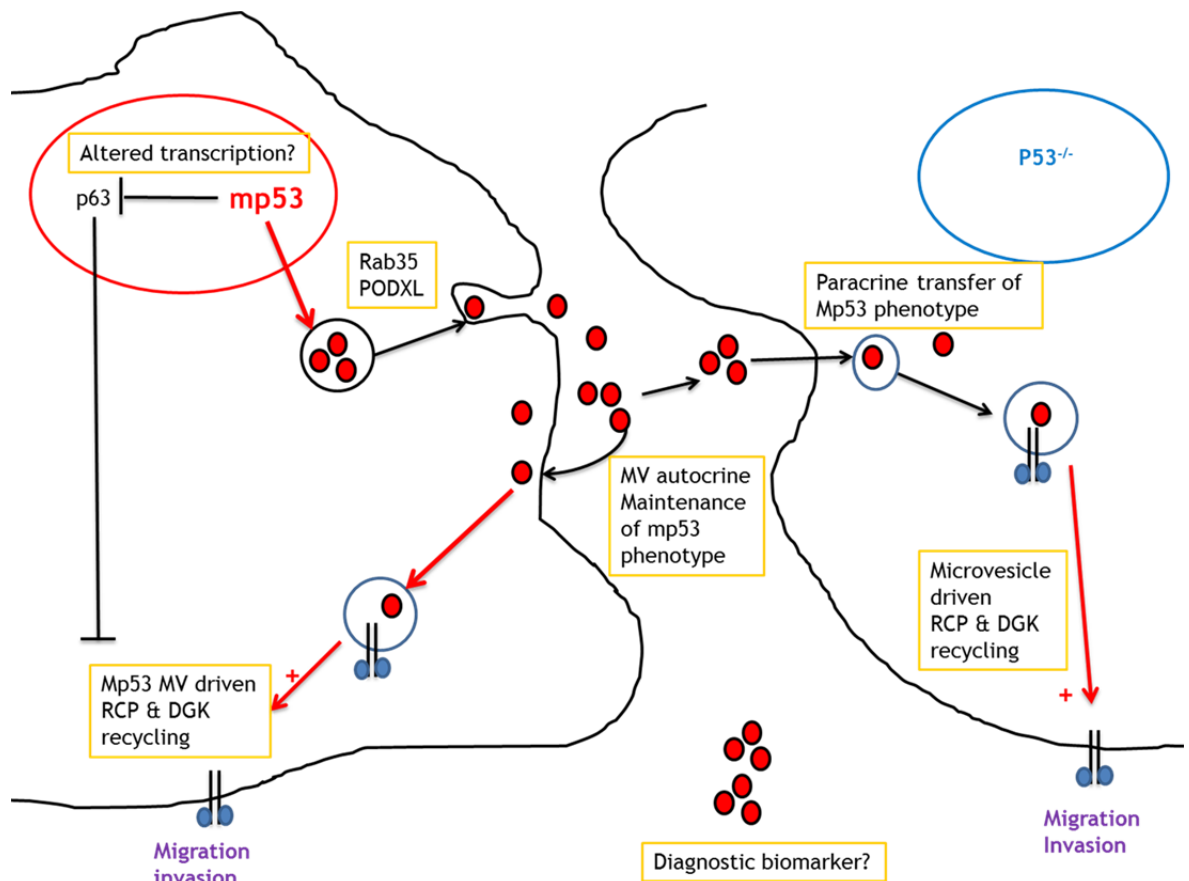 Altered transcription?
p63
mp53
Rab35
PODXL
P53-/-
Paracrine transfer of
Mp53 phenotype
MV autocrine
Maintenance
of mp53
phenotype
Microvesicle
driven
RCP & DGK
recycling
+
Mp53 MV driven
RCP & DGK
recycling
+
Migration
invasion
Diagnostic biomarker?
Migration
Invasion